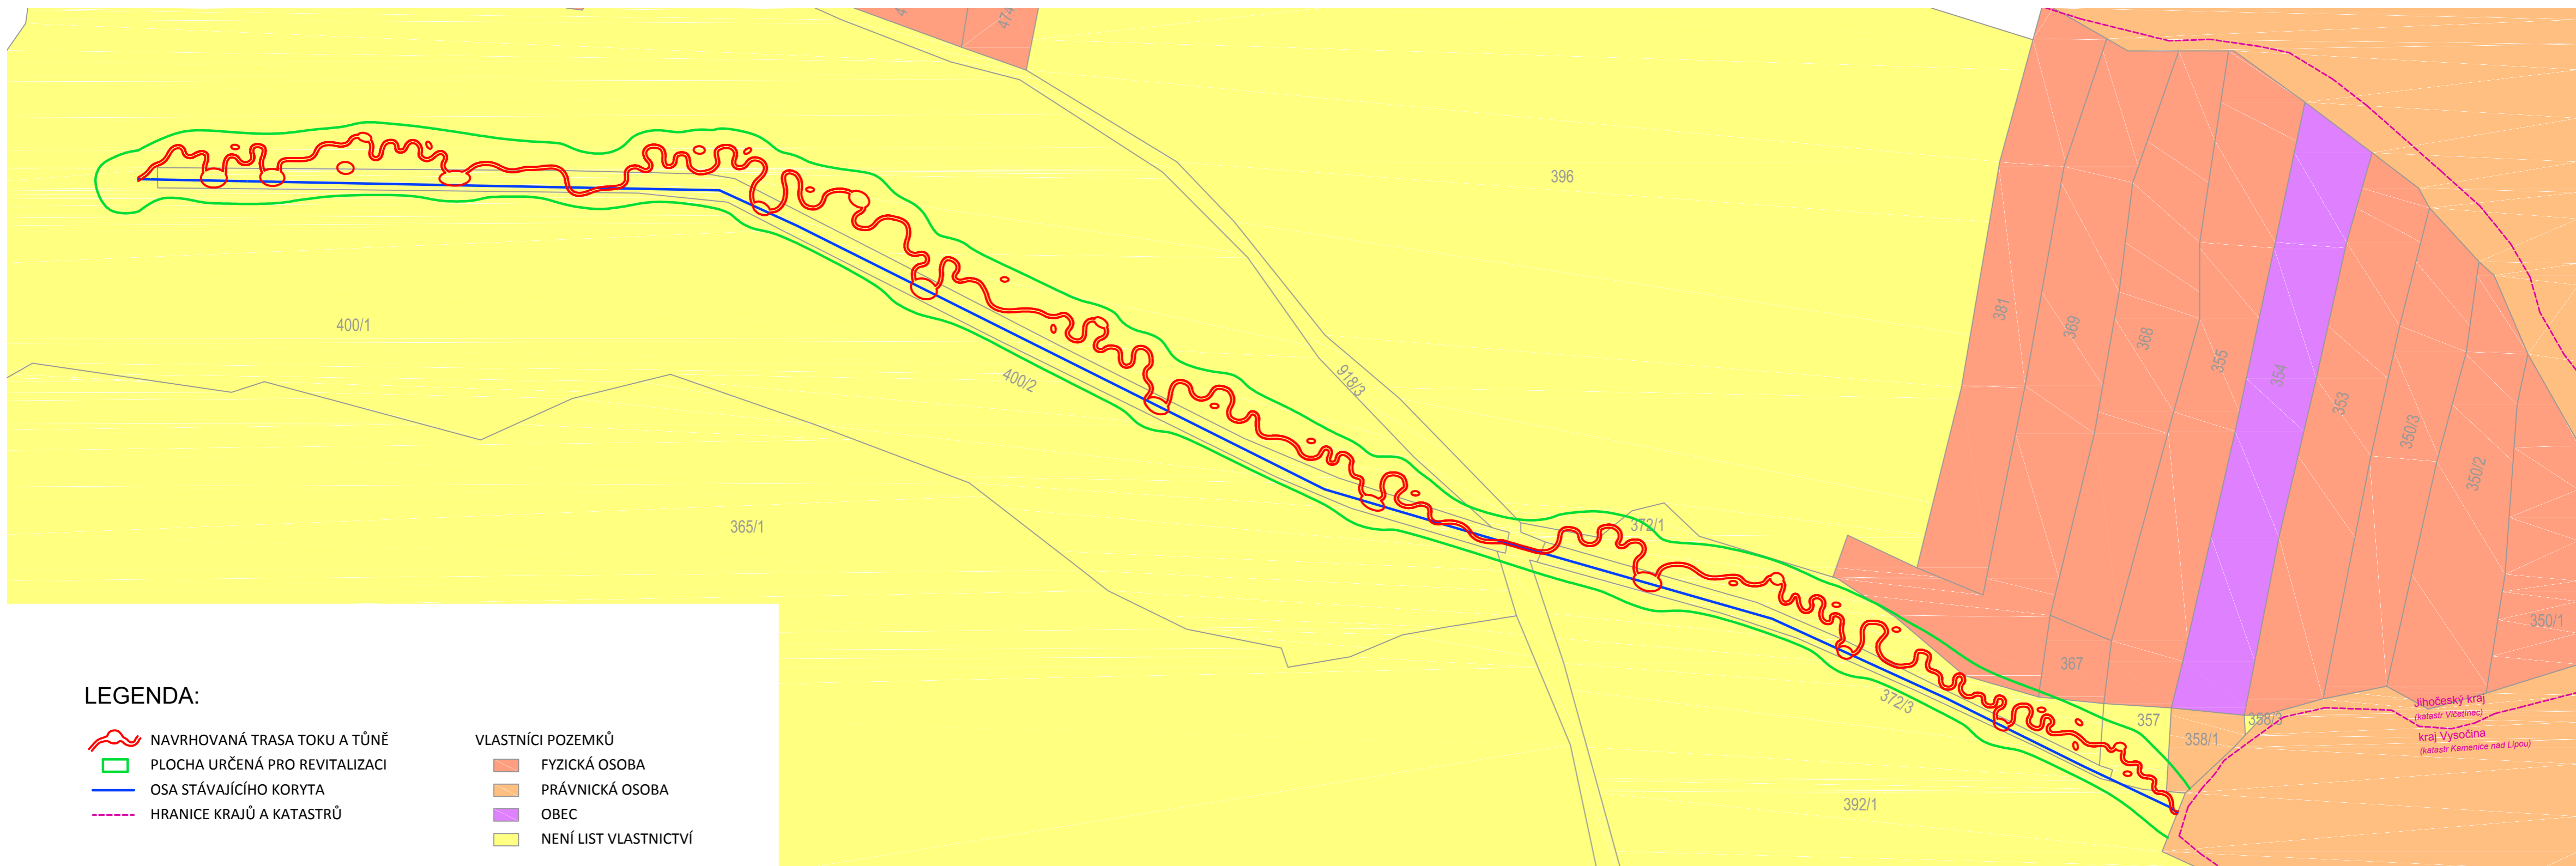 474
396
381
369
368
355
354
353
350/3
350/2
350/1
400/1
400/2
918/3
365/1
372/1
367
372/3
357
358/1
358/3
392/1
Jihočeský kraj
(katastr Vlčetínec)
kraj Vysočina
(katastr Kamenice nad Lipou)
LEGENDA:
NAVRHOVANÁ TRASA TOKU A TŮNĚ
PLOCHA URČENÁ PRO REVITALIZACI
OSA STÁVAJÍCÍHO KORYTA
HRANICE KRAJŮ A KATASTRŮ
VLASTNÍCI POZEMKŮ
FYZICKÁ OSOBA
PRÁVNICKÁ OSOBA
OBEC
NENÍ LIST VLASTNICTVÍ